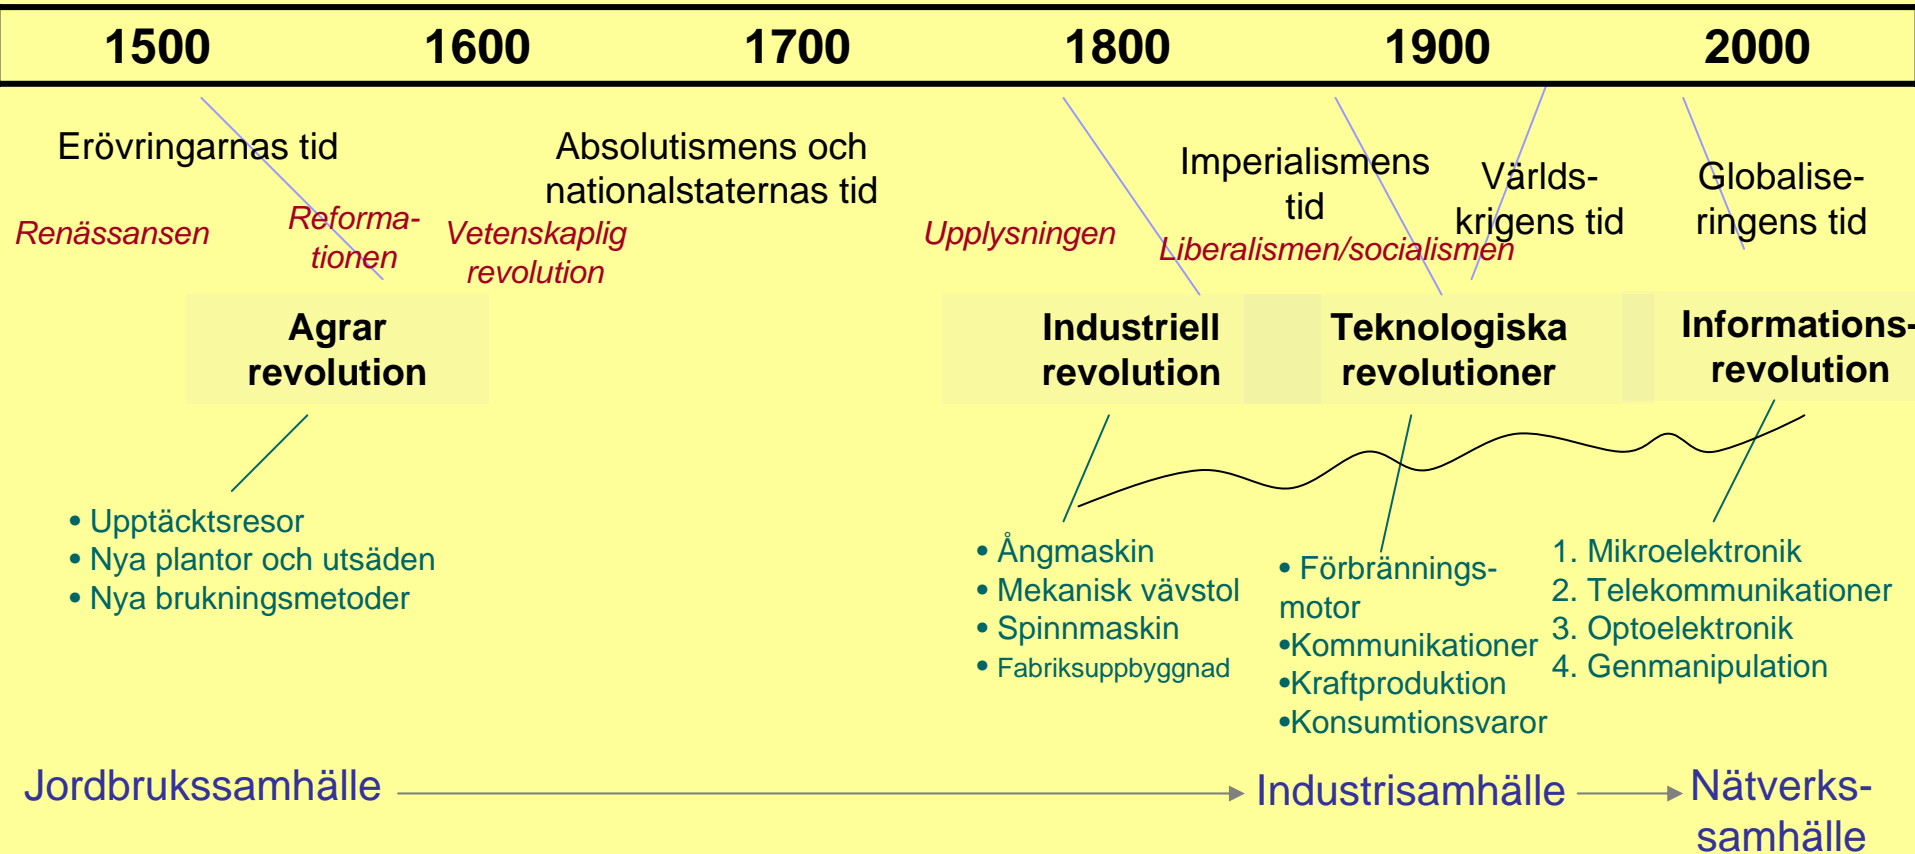 1500 1600 1700 1800 1900 2000
Erövringarnas tid
Absolutismens och
nationalstaternas tid
Imperialismens
tid
Världs-
krigens tid
Globalise-
ringens tid
Renässansen
Reforma-
tionen
Vetenskaplig
revolution
Upplysningen
Liberalismen/socialismen
Agrar
revolution
Industriell
revolution
Teknologiska
revolutioner
Informations-
revolution
• Upptäcktsresor
• Nya plantor och utsäden
• Nya brukningsmetoder
• Ångmaskin
• Mekanisk vävstol
• Spinnmaskin
• Fabriksuppbyggnad
• Förbrännings-
motor
•Kommunikationer
•Kraftproduktion
•Konsumtionsvaror
1. Mikroelektronik
2. Telekommunikationer
3. Optoelektronik
4. Genmanipulation
Jordbrukssamhälle
Industrisamhälle
Nätverks-
samhälle